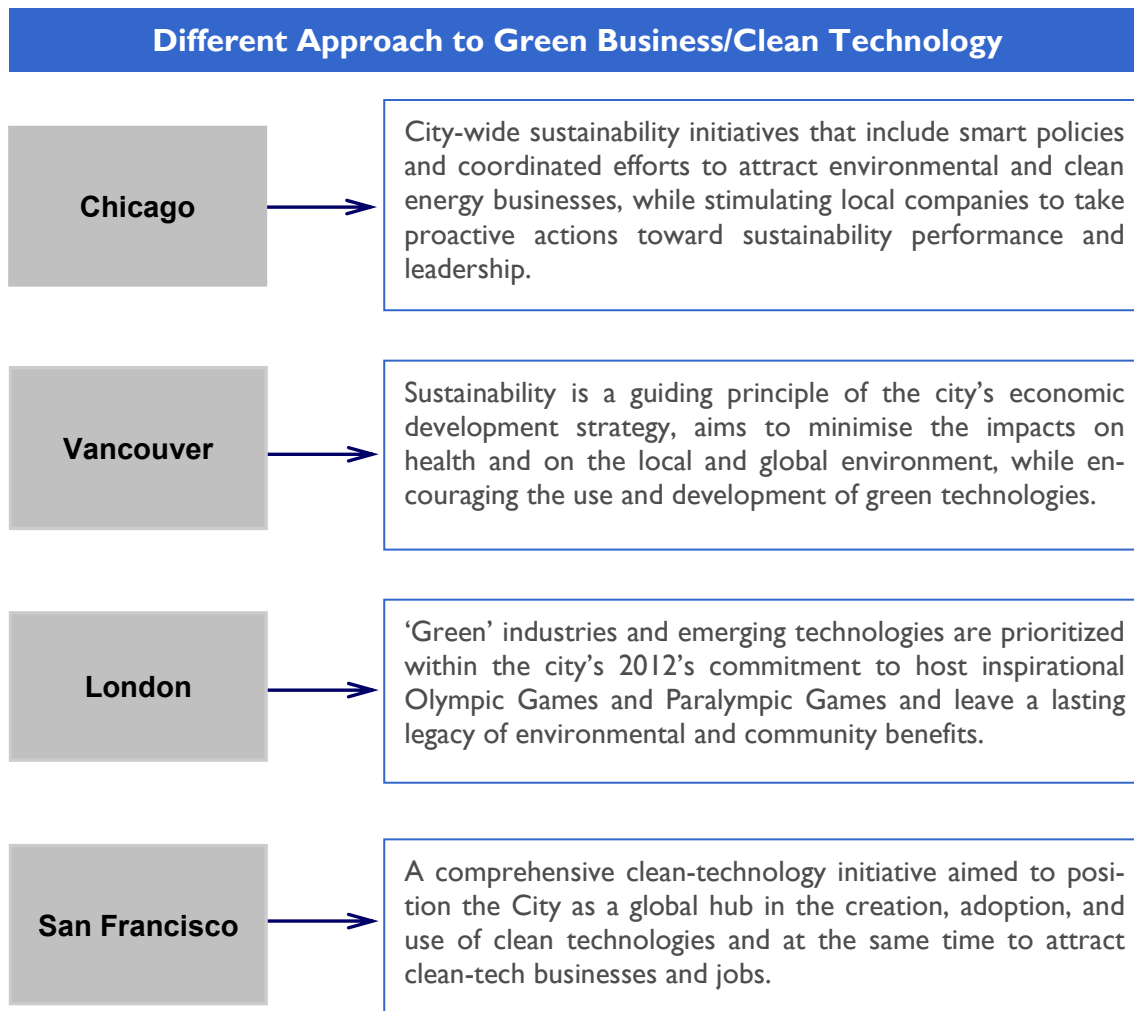 Different Approach to Green Business/Clean Technology
Chicago
City-wide sustainability initiatives that include smart policies
and coordinated efforts to attract environmental and clean
energy businesses, while stimulating local companies to take
proactive actions toward sustainability performance and
leadership.
Vancouver
Sustainability is a guiding principle of the city’s economic
development strategy, aims to minimise the impacts on
health and on the local and global environment, while en-
couraging the use and development of green technologies.
London
‘Green’ industries and emerging technologies are prioritized
within the city’s 2012’s commitment to host inspirational
Olympic Games and Paralympic Games and leave a lasting
legacy of environmental and community benefits.
San Francisco
A comprehensive clean-technology initiative aimed to posi-
tion the City as a global hub in the creation, adoption, and
use of clean technologies and at the same time to attract
clean-tech businesses and jobs.